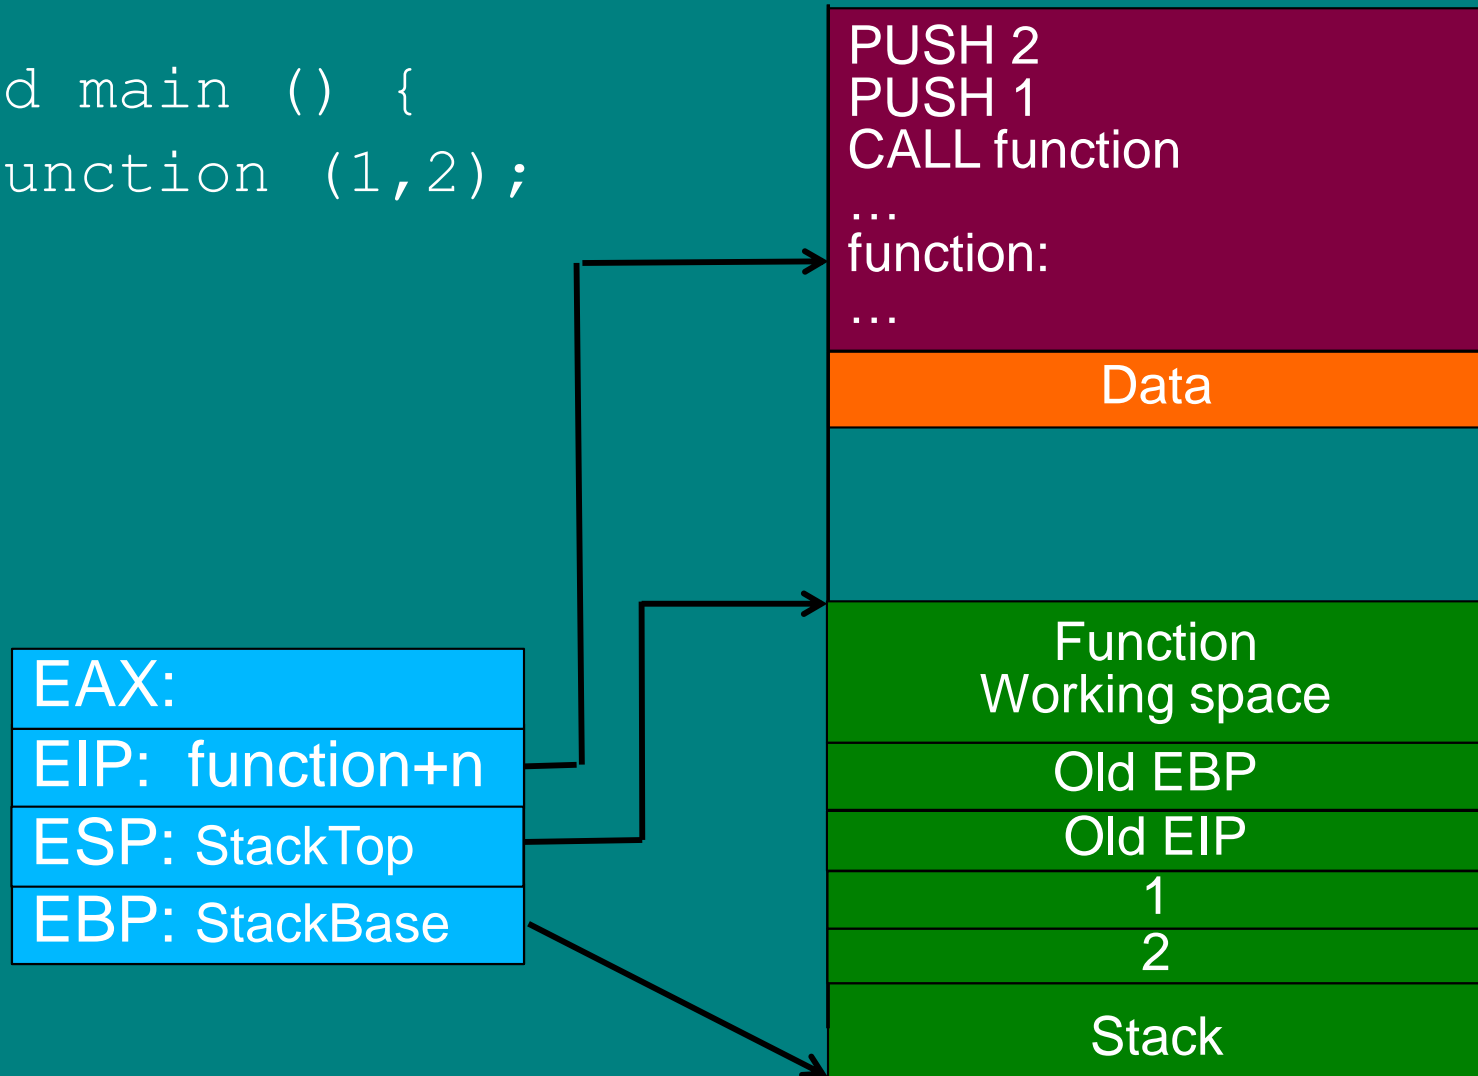 d main () {
unction (1,2);
PUSH 2
PUSH 1
CALL function
…
function:
…
Data
Function
Working space
Old EBP
Old EIP
1
2
Stack
EAX:
EIP: function+n
ESP: StackTop
EBP: StackBase